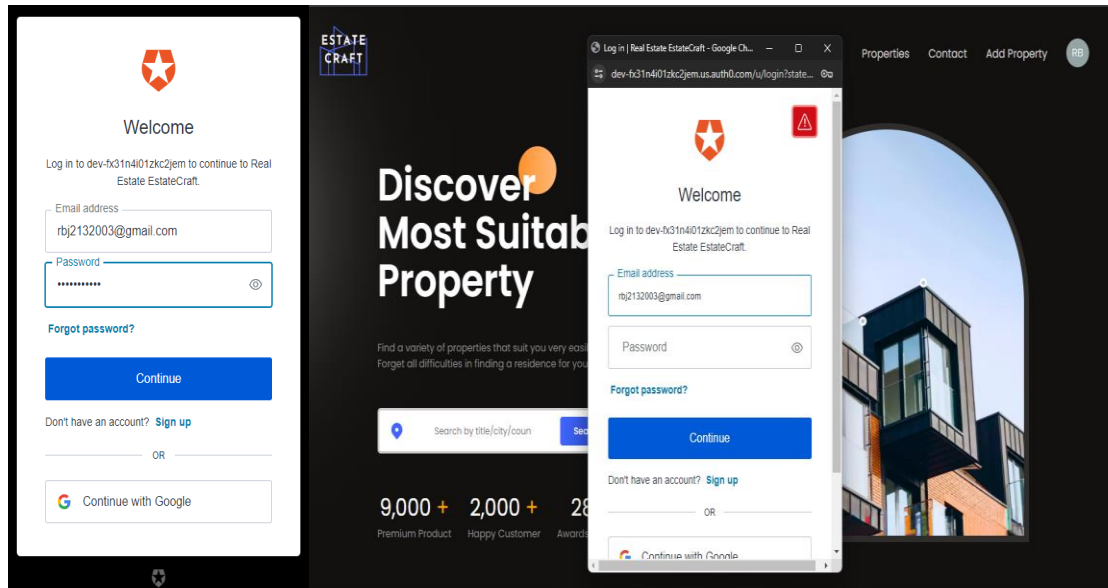 Welcome
Log in to dev-fx31n4i01zkc2jem to continue to Real
Estate EstateCraft.
Email address
rbj2132003@gmail.com
Password
•••••••••••
Forgot password?
Continue
Don't have an account? Sign up
OR
Continue with Google
ESTATE
CRAFT
Properties Contact Add Property RB
Discover
Most Suitab
Property
Find a variety of properties that suit you very easil
Forget all difficulties in finding a residence for you
Search by title/city/coun
Sea
9,000 + 2,000 + 28
Premium Product Happy Customer Awards
Log in | Real Estate EstateCraft - Google Ch...
dev-fx31n4i01zkc2jem.us.auth0.com/u/login?state...
Welcome
Log in to dev-fx31n4i01zkc2jem to continue to Real
Estate EstateCraft.
Email address
rbj2132003@gmail.com
Password
Forgot password?
Continue
Don't have an account? Sign up
OR
Continue with Google